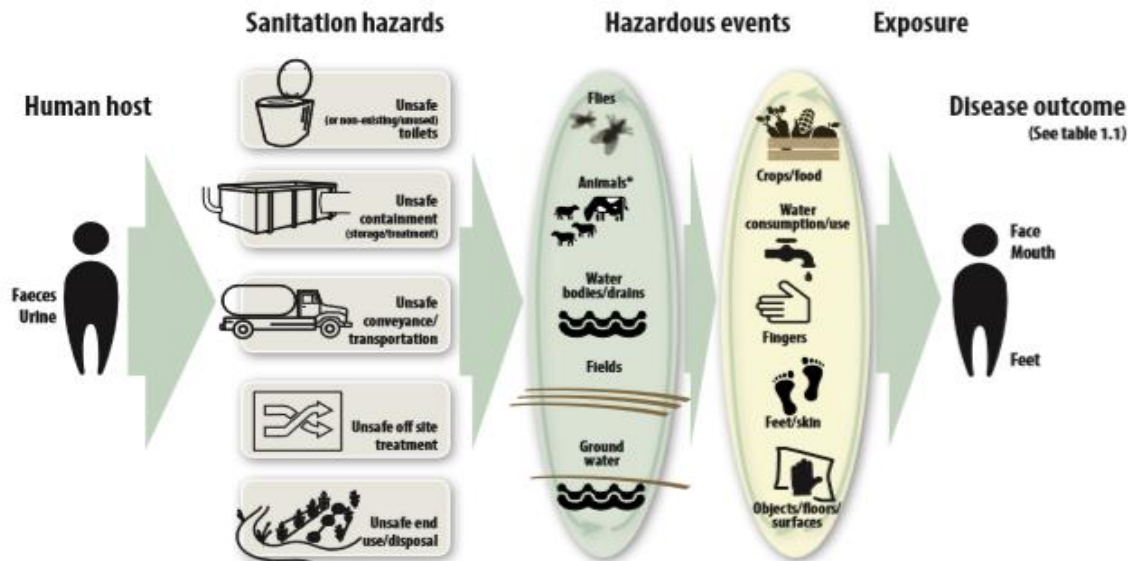 Sanitation hazards
Hazardous events
Exposure
Human host
Disease outcome
(See table 1.1)
Faeces
Urine
Unsafe
(or non-existing/unused)
toilets
Unsafe
containment
(storage/treatment)
Unsafe
conveyance/
transportation
Unsafe off site
treatment
Unsafe end
use/disposal
Flies
Animals*
Water
bodies/drains
Fields
Ground
water
Crops/food
Water
consumption/use
Fingers
Feet/skin
Objects/floors/
surfaces
Face
Mouth
Feet